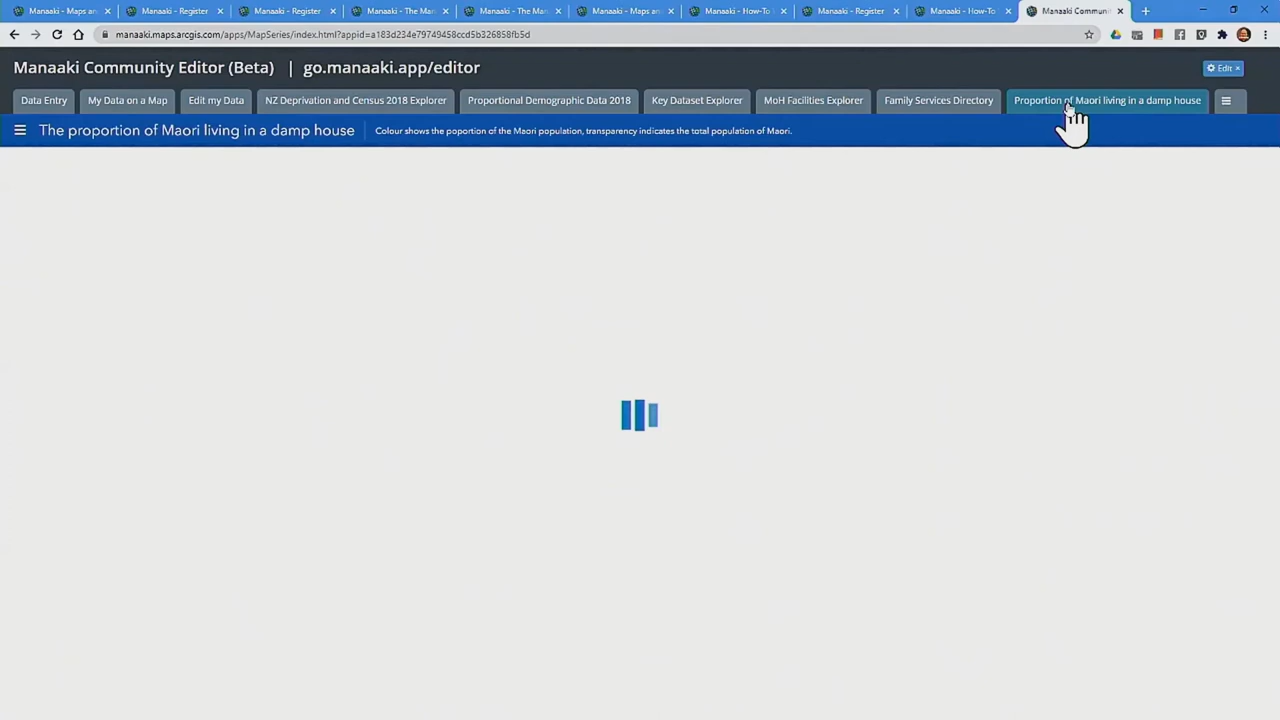 Manaaki - Maps an
Manaaki - Register
Manaaki - Register
Manaaki - The Man
Manaaki - The Man
Manaaki - Maps an
Manaaki - How-To
Manaaki - Register
Manaaki - How-To
Manaaki Communi
manaaki.maps.arcgis.com/apps/MapSeries/index.html?appid=a183d234e79749458ccd5b326858fb5d
Manaaki Community Editor (Beta) | go.manaaki.app/editor
Edit
Data Entry
My Data on a Map
Edit my Data
NZ Deprivation and Census 2018 Explorer
Proportional Demographic Data 2018
Key Dataset Explorer
MoH Facilities Explorer
Family Services Directory
Proportion of Maori living in a damp house
The proportion of Maori living in a damp house
Colour shows the poportion of the Maori population, transparency indicates the total population of Maori.